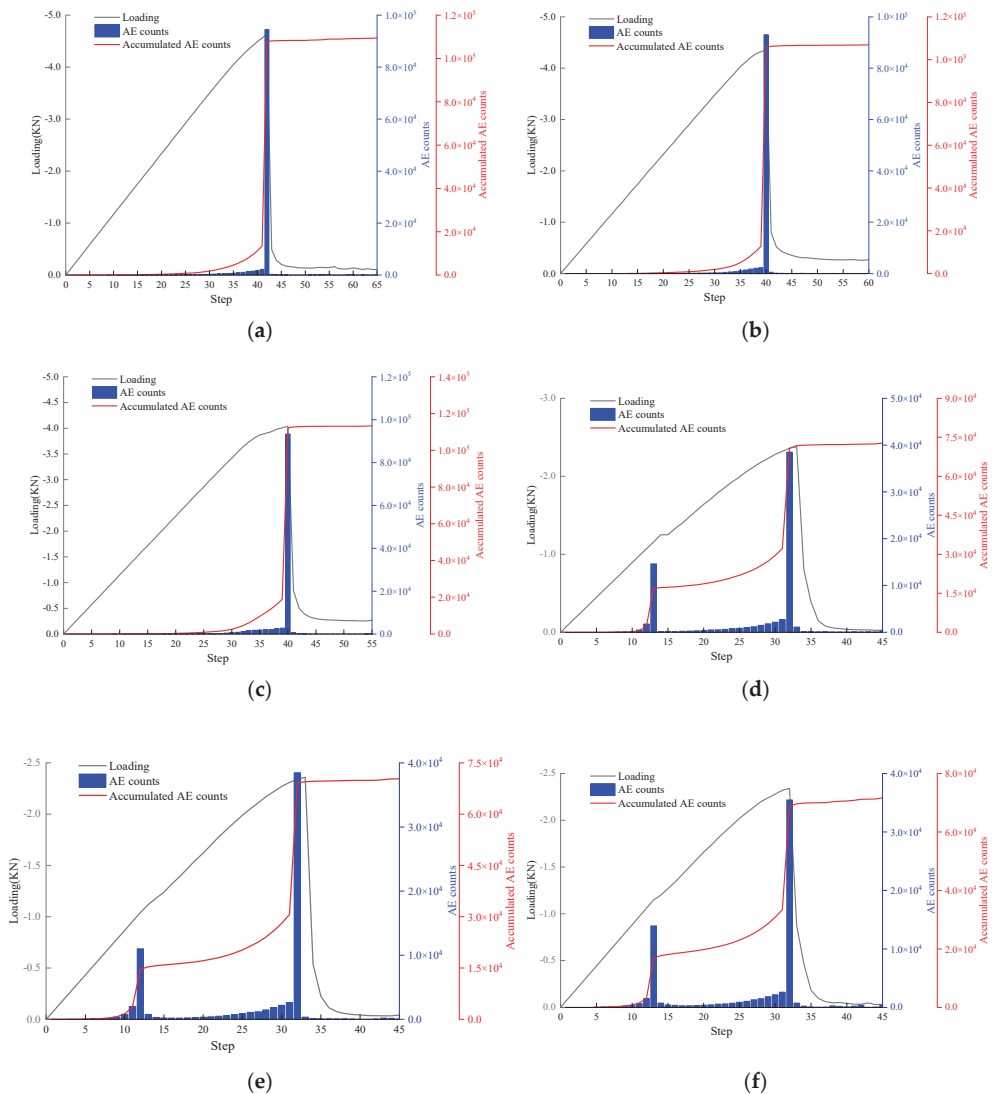 Loading
AE counts
Accumulated AE counts
-5.0
-4.0
-3.0
-2.0
-1.0
0.0
Loading(KN)
0 5 10 15 20 25 30 35 40 45 50 55 60 65
Step
1.0×10⁵
8.0×10⁴
6.0×10⁴
4.0×10⁴
2.0×10⁴
0.0
AE counts
1.2×10⁵
1.0×10⁵
8.0×10⁴
6.0×10⁴
4.0×10⁴
2.0×10⁴
0.0
Accumulated AE counts
(a)
Loading
AE counts
Accumulated AE counts
-5.0
-4.0
-3.0
-2.0
-1.0
0.0
Loading(KN)
0 5 10 15 20 25 30 35 40 45 50 55 60
Step
1.0×10⁵
8.0×10⁴
6.0×10⁴
4.0×10⁴
2.0×10⁴
0.0
AE counts
1.2×10⁵
1.0×10⁵
8.0×10⁴
6.0×10⁴
4.0×10⁴
2.0×10⁴
0.0
Accumulated AE counts
(b)
Loading
AE counts
Accumulated AE counts
-5.0
-4.5
-4.0
-3.5
-3.0
-2.5
-2.0
-1.5
-1.0
-0.5
0.0
Loading(KN)
0 5 10 15 20 25 30 35 40 45 50 55
Step
1.2×10⁵
1.0×10⁵
8.0×10⁴
6.0×10⁴
4.0×10⁴
2.0×10⁴
0.0
AE counts
1.4×10⁵
1.2×10⁵
1.0×10⁵
8.0×10⁴
6.0×10⁴
4.0×10⁴
2.0×10⁴
0.0
Accumulated AE counts
(c)
Loading
AE counts
Accumulated AE counts
-3.0
-2.0
-1.0
0.0
Loading(KN)
0 5 10 15 20 25 30 35 40 45
Step
5.0×10⁴
4.0×10⁴
3.0×10⁴
2.0×10⁴
1.0×10⁴
0.0
AE counts
9.0×10⁴
7.5×10⁴
6.0×10⁴
4.5×10⁴
3.0×10⁴
1.5×10⁴
0.0
Accumulated AE counts
(d)
Loading
AE counts
Accumulated AE counts
-2.5
-2.0
-1.5
-1.0
-0.5
0.0
Loading(KN)
0 5 10 15 20 25 30 35 40 45
Step
4.0×10⁴
3.0×10⁴
2.0×10⁴
1.0×10⁴
0.0
AE counts
7.5×10⁴
6.0×10⁴
4.5×10⁴
3.0×10⁴
1.5×10⁴
0.0
Accumulated AE counts
(e)
Loading
AE counts
Accumulated AE counts
-2.5
-2.0
-1.5
-1.0
-0.5
0.0
Loading(KN)
0 5 10 15 20 25 30 35 40 45
Step
4.0×10⁴
3.0×10⁴
2.0×10⁴
1.0×10⁴
0.0
AE counts
8.0×10⁴
6.0×10⁴
4.0×10⁴
2.0×10⁴
0.0
Accumulated AE counts
(f)